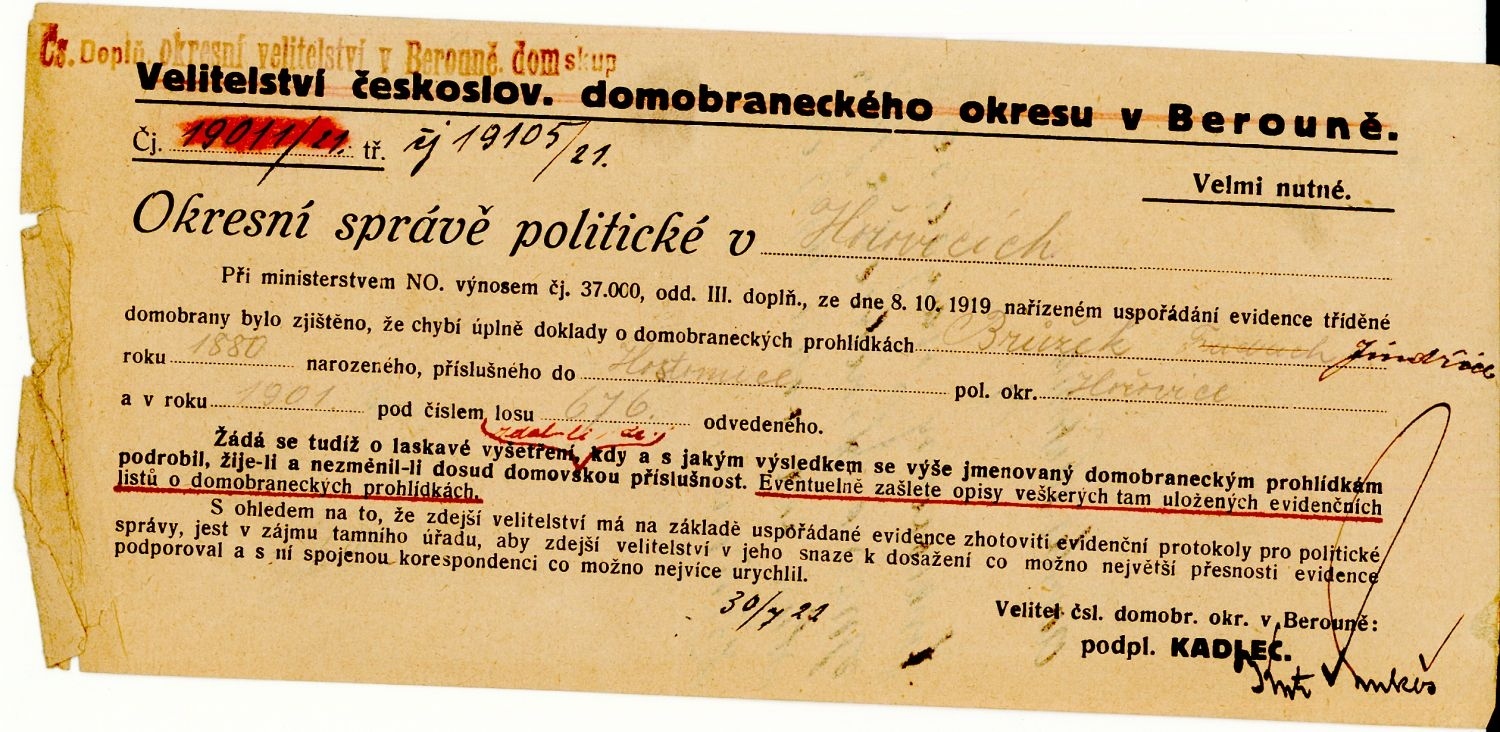 Čs. Doplň. okresní velitelství v Berouně. dom skup
Velitelství českoslov. domobraneckého okresu v Berouně.
Čj. 19011/21. tř. čj 19105/21.
Velmi nutné.
Okresní správě politické v Hořovicích
Při ministerstvem NO. výnosem čj. 37.000, odd. III. doplň., ze dne 8. 10. 1919 nařízeném uspořádání evidence tříděné
domobrany bylo zjištěno, že chybí úplně doklady o domobraneckých prohlídkách Brůžek Jindřich
roku 1880 narozeného, příslušného do Hostomice pol. okr. Hořovice
a v roku 1901. pod číslem losu 676. odvedeného.
zdali, a
Žádá se tudíž o laskavé vyšetření, kdy a s jakým výsledkem se výše jmenovaný domobraneckým prohlídkám
podrobil, žije-li a nezměnil-li dosud domovskou příslušnost. Eventuelně zašlete opisy veškerých tam uložených evidenčních
listů o domobraneckých prohlídkách.
S ohledem na to, že zdejší velitelství má na základě uspořádané evidence zhotoviti evidenční protokoly pro politické
správy, jest v zájmu tamního úřadu, aby zdejší velitelství v jeho snaze k dosažení co možno největší přesnosti evidence
podporoval a s ní spojenou korespondenci co možno nejvíce urychlil.
30/7 22
Velitel čsl. domobr. okr. v Berouně:
podpl. KADLEC.